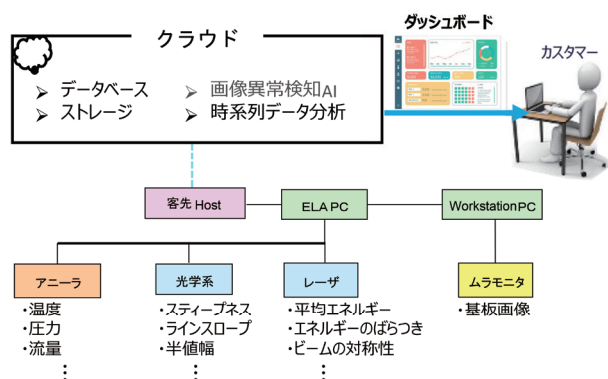 ダッシュボード
クラウド
カスタマー
➢ データベース
➢ 画像異常検知AI
➢ ストレージ
➢ 時系列データ分析
客先 Host
ELA PC
WorkstationPC
アニーラ
光学系
レーザ
ムラモニタ
・温度
・圧力
・流量
⋮
・スティープネス
・ラインスロープ
・半値幅
⋮
・平均エネルギー
・エネルギーのばらつき
・ビームの対称性
⋮
・基板画像